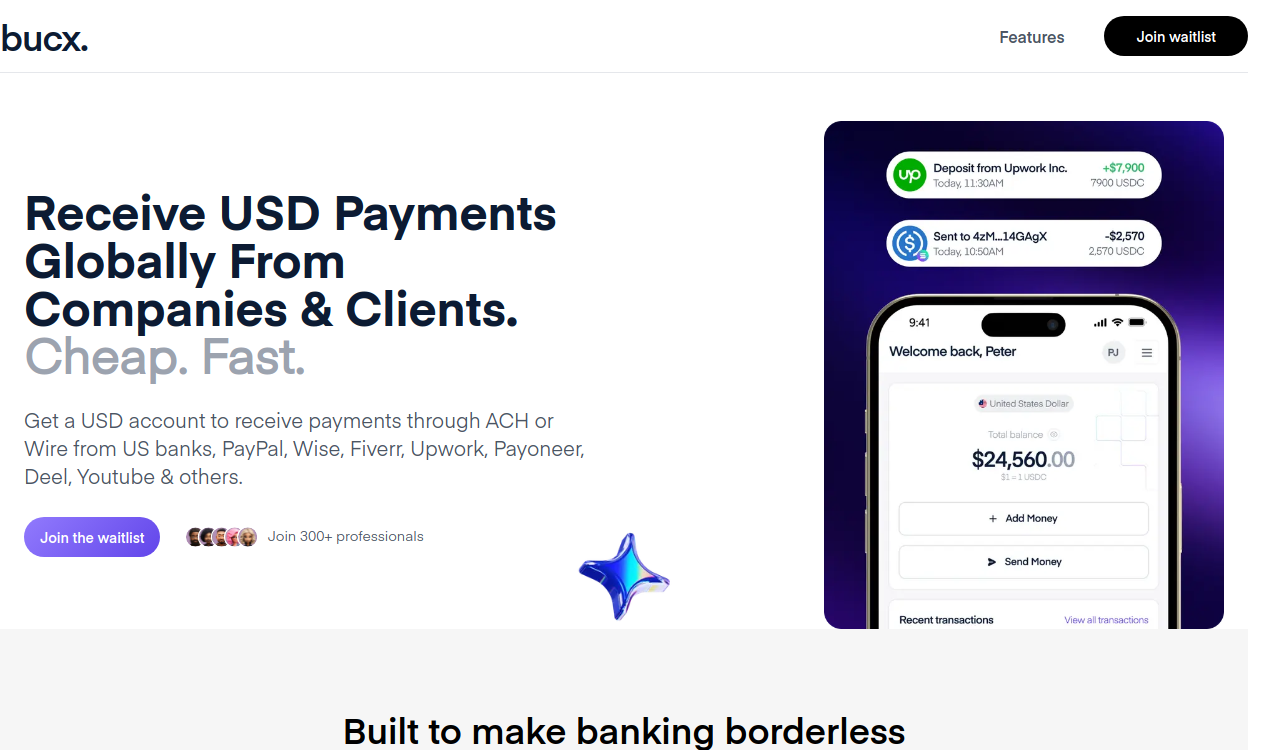 bucx.
Features
Join waitlist
Receive USD Payments
Globally From
Companies & Clients.
Cheap. Fast.
Get a USD account to receive payments through ACH or
Wire from US banks, PayPal, Wise, Fiverr, Upwork, Payoneer,
Deel, Youtube & others.
Join the waitlist
Join 300+ professionals
up
Deposit from Upwork Inc.
+$7,900
Today, 11:30AM
7900 USDC
Sent to 4zM...14GAgX
-$2,570
Today, 10:50AM
2,570 USDC
9:41
Welcome back, Peter
PJ
United States Dollar
Total balance
$24,560.00
$1 = 1 USDC
+ Add Money
Send Money
Recent transactions
View all transactions
Built to make banking borderless